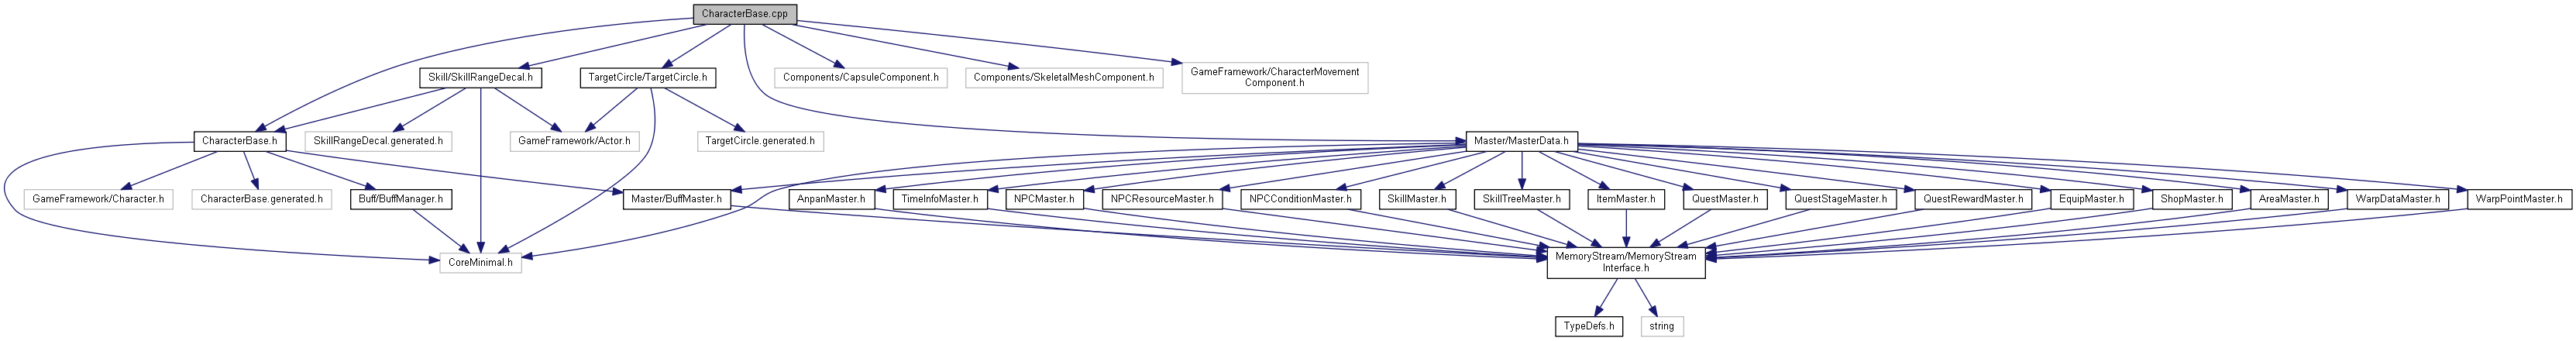 CharacterBase.cpp
Skill/SkillRangeDecal.h
TargetCircle/TargetCircle.h
Components/CapsuleComponent.h
Components/SkeletalMeshComponent.h
GameFramework/CharacterMovement
Component.h
CharacterBase.h
SkillRangeDecal.generated.h
GameFramework/Actor.h
TargetCircle.generated.h
Master/MasterData.h
GameFramework/Character.h
CharacterBase.generated.h
Buff/BuffManager.h
Master/BuffMaster.h
AnpanMaster.h
TimeInfoMaster.h
NPCMaster.h
NPCResourceMaster.h
NPCConditionMaster.h
SkillMaster.h
SkillTreeMaster.h
ItemMaster.h
QuestMaster.h
QuestStageMaster.h
QuestRewardMaster.h
EquipMaster.h
ShopMaster.h
AreaMaster.h
WarpDataMaster.h
WarpPointMaster.h
CoreMinimal.h
MemoryStream/MemoryStream
Interface.h
TypeDefs.h
string